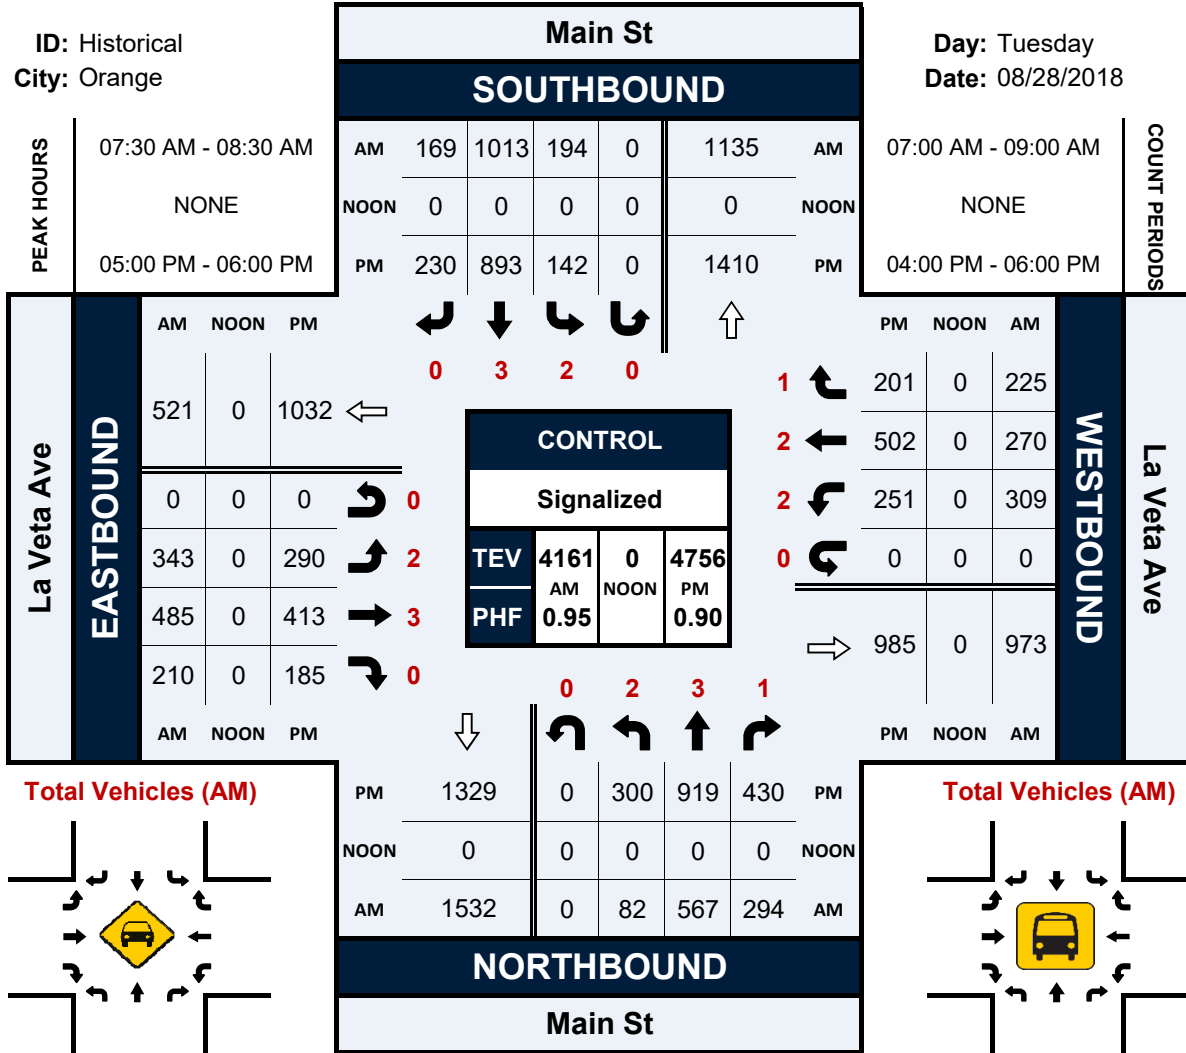 ID: Historical
City: Orange
Main St
SOUTHBOUND
Day: Tuesday
Date: 08/28/2018
PEAK HOURS
07:30 AM - 08:30 AM
NONE
05:00 PM - 06:00 PM
AM 169 1013 194 0 1135 AM
NOON 0 0 0 0 0 NOON
PM 230 893 142 0 1410 PM
07:00 AM - 09:00 AM
NONE
04:00 PM - 06:00 PM
COUNT PERIODS
0 3 2 0
La Veta Ave
EASTBOUND
AM NOON PM
521 0 1032
0 0 0 0
343 0 290 2
485 0 413 3
210 0 185 0
AM NOON PM
CONTROL
Signalized
TEV 4161 0 4756
AM NOON PM
PHF 0.95 0.90
PM NOON AM
1 201 0 225
2 502 0 270
2 251 0 309
0 0 0 0
985 0 973
PM NOON AM
WESTBOUND
La Veta Ave
0 2 3 1
Total Vehicles (AM)
PM 1329 0 300 919 430 PM
NOON 0 0 0 0 0 NOON
AM 1532 0 82 567 294 AM
NORTHBOUND
Main St
Total Vehicles (AM)